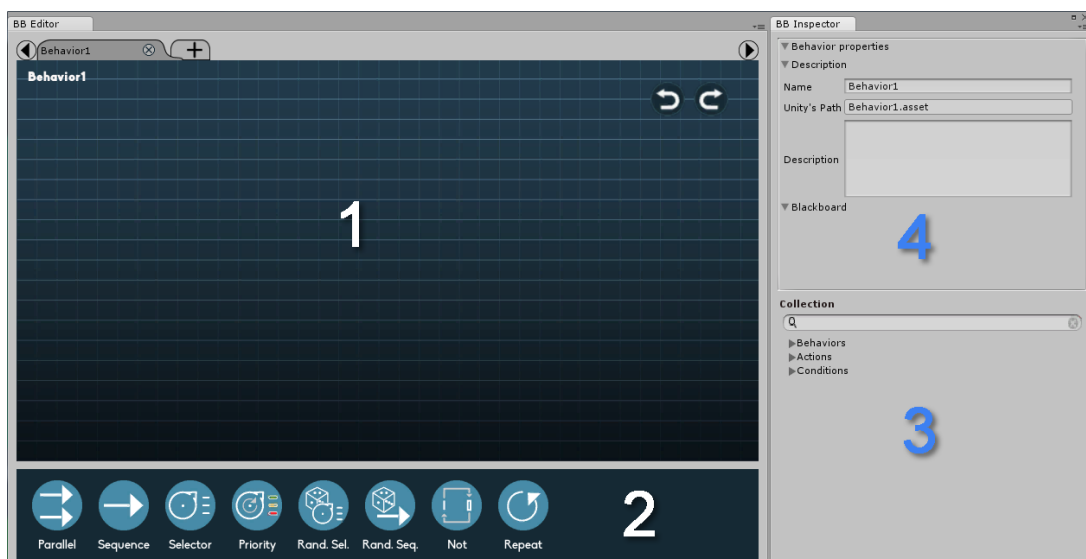 BB Editor
Behavior1
Behavior1
1
Parallel
Sequence
Selector
Priority
Rand. Sel.
Rand. Seq.
Not
Repeat
2
BB Inspector
Behavior properties
Description
Name Behavior1
Unity's Path Behavior1.asset
Description
Blackboard
4
Collection
Behaviors
Actions
Conditions
3